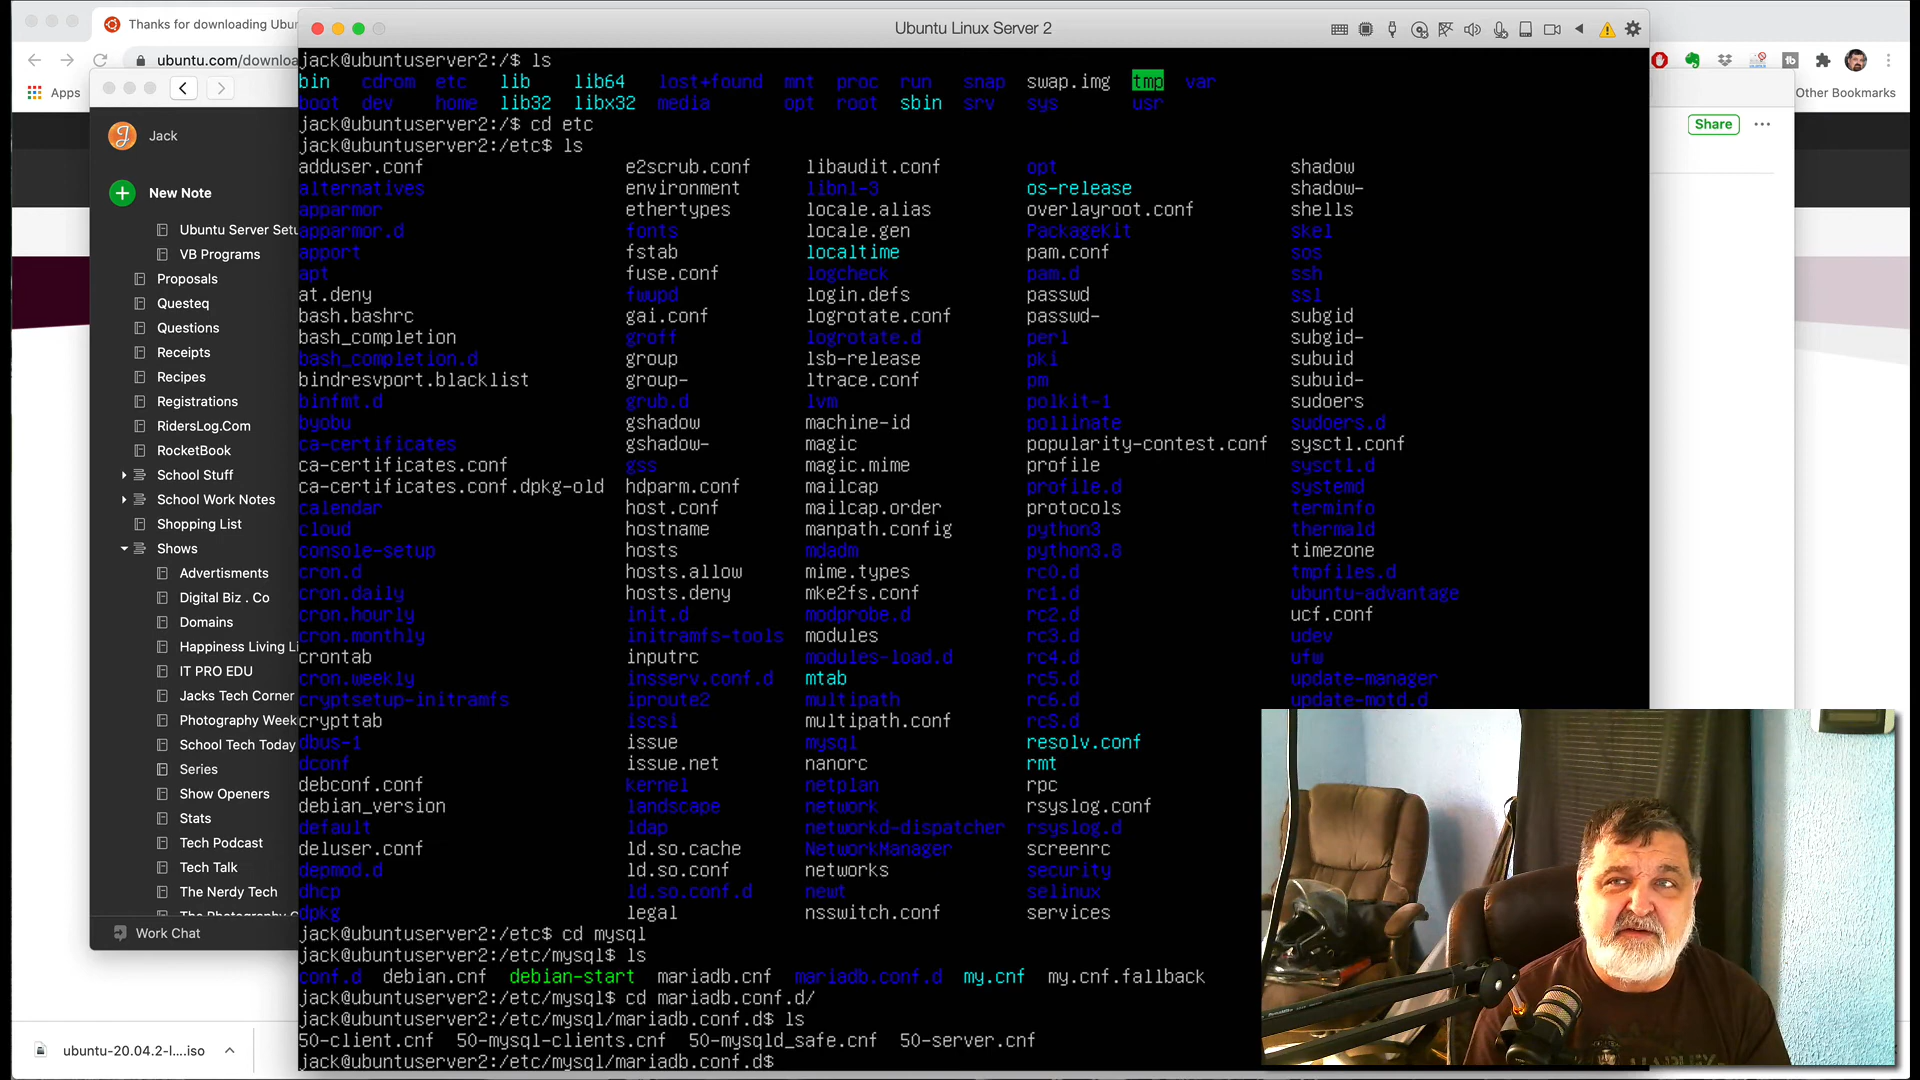 Thanks for downloading Ubu
ubuntu.com/downloa
Apps
Other Bookmarks
Share
Jack
New Note
Ubuntu Server Setu
VB Programs
Proposals
Questeq
Questions
Receipts
Recipes
Registrations
RidersLog.Com
RocketBook
School Stuff
School Work Notes
Shopping List
Shows
Advertisments
Digital Biz . Co
Domains
Happiness Living Li
IT PRO EDU
Jacks Tech Corner
Photography Week
School Tech Today
Series
Show Openers
Stats
Tech Podcast
Tech Talk
The Nerdy Tech
The Photography
Work Chat
ubuntu-20.04.2-l....iso
Ubuntu Linux Server 2
jack@ubuntuserver2:/$ ls
bin cdrom etc lib lib64 lost+found mnt proc run snap swap.img tmp var
boot dev home lib32 libx32 media opt root sbin srv sys usr
jack@ubuntuserver2:/$ cd etc
jack@ubuntuserver2:/etc$ ls
adduser.conf e2scrub.conf libaudit.conf opt shadow
alternatives environment libnl-3 os-release shadow-
apparmor ethertypes locale.alias overlayroot.conf shells
apparmor.d fonts locale.gen PackageKit skel
apport fstab localtime pam.conf sos
apt fuse.conf logcheck pam.d ssh
at.deny fwupd login.defs passwd ssl
bash.bashrc gai.conf logrotate.conf passwd- subgid
bash_completion groff logrotate.d perl subgid-
bash_completion.d group lsb-release pki subuid
bindresvport.blacklist group- ltrace.conf pm subuid-
binfmt.d grub.d lvm polkit-1 sudoers
byobu gshadow machine-id pollinate sudoers.d
ca-certificates gshadow- magic popularity-contest.conf sysctl.conf
ca-certificates.conf gss magic.mime profile sysctl.d
ca-certificates.conf.dpkg-old hdparm.conf mailcap profile.d systemd
calendar host.conf mailcap.order protocols terminfo
cloud hostname manpath.config python3 thermald
console-setup hosts mdadm python3.8 timezone
cron.d hosts.allow mime.types rc0.d tmpfiles.d
cron.daily hosts.deny mke2fs.conf rc1.d ubuntu-advantage
cron.hourly init.d modprobe.d rc2.d ucf.conf
cron.monthly initramfs-tools modules rc3.d udev
crontab inputrc modules-load.d rc4.d ufw
cron.weekly insserv.conf.d mtab rc5.d update-manager
cryptsetup-initramfs iproute2 multipath rc6.d update-motd.d
crypttab iscsi multipath.conf rcS.d
dbus-1 issue mysql resolv.conf
dconf issue.net nanorc rmt
debconf.conf kernel netplan rpc
debian_version landscape network rsyslog.conf
default ldap networkd-dispatcher rsyslog.d
deluser.conf ld.so.cache NetworkManager screenrc
depmod.d ld.so.conf networks security
dhcp ld.so.conf.d newt selinux
dpkg legal nsswitch.conf services
jack@ubuntuserver2:/etc$ cd mysql
jack@ubuntuserver2:/etc/mysql$ ls
conf.d debian.cnf debian-start mariadb.cnf mariadb.conf.d my.cnf my.cnf.fallback
jack@ubuntuserver2:/etc/mysql$ cd mariadb.conf.d/
jack@ubuntuserver2:/etc/mysql/mariadb.conf.d$ ls
50-client.cnf 50-mysql-clients.cnf 50-mysqld_safe.cnf 50-server.cnf
jack@ubuntuserver2:/etc/mysql/mariadb.conf.d$